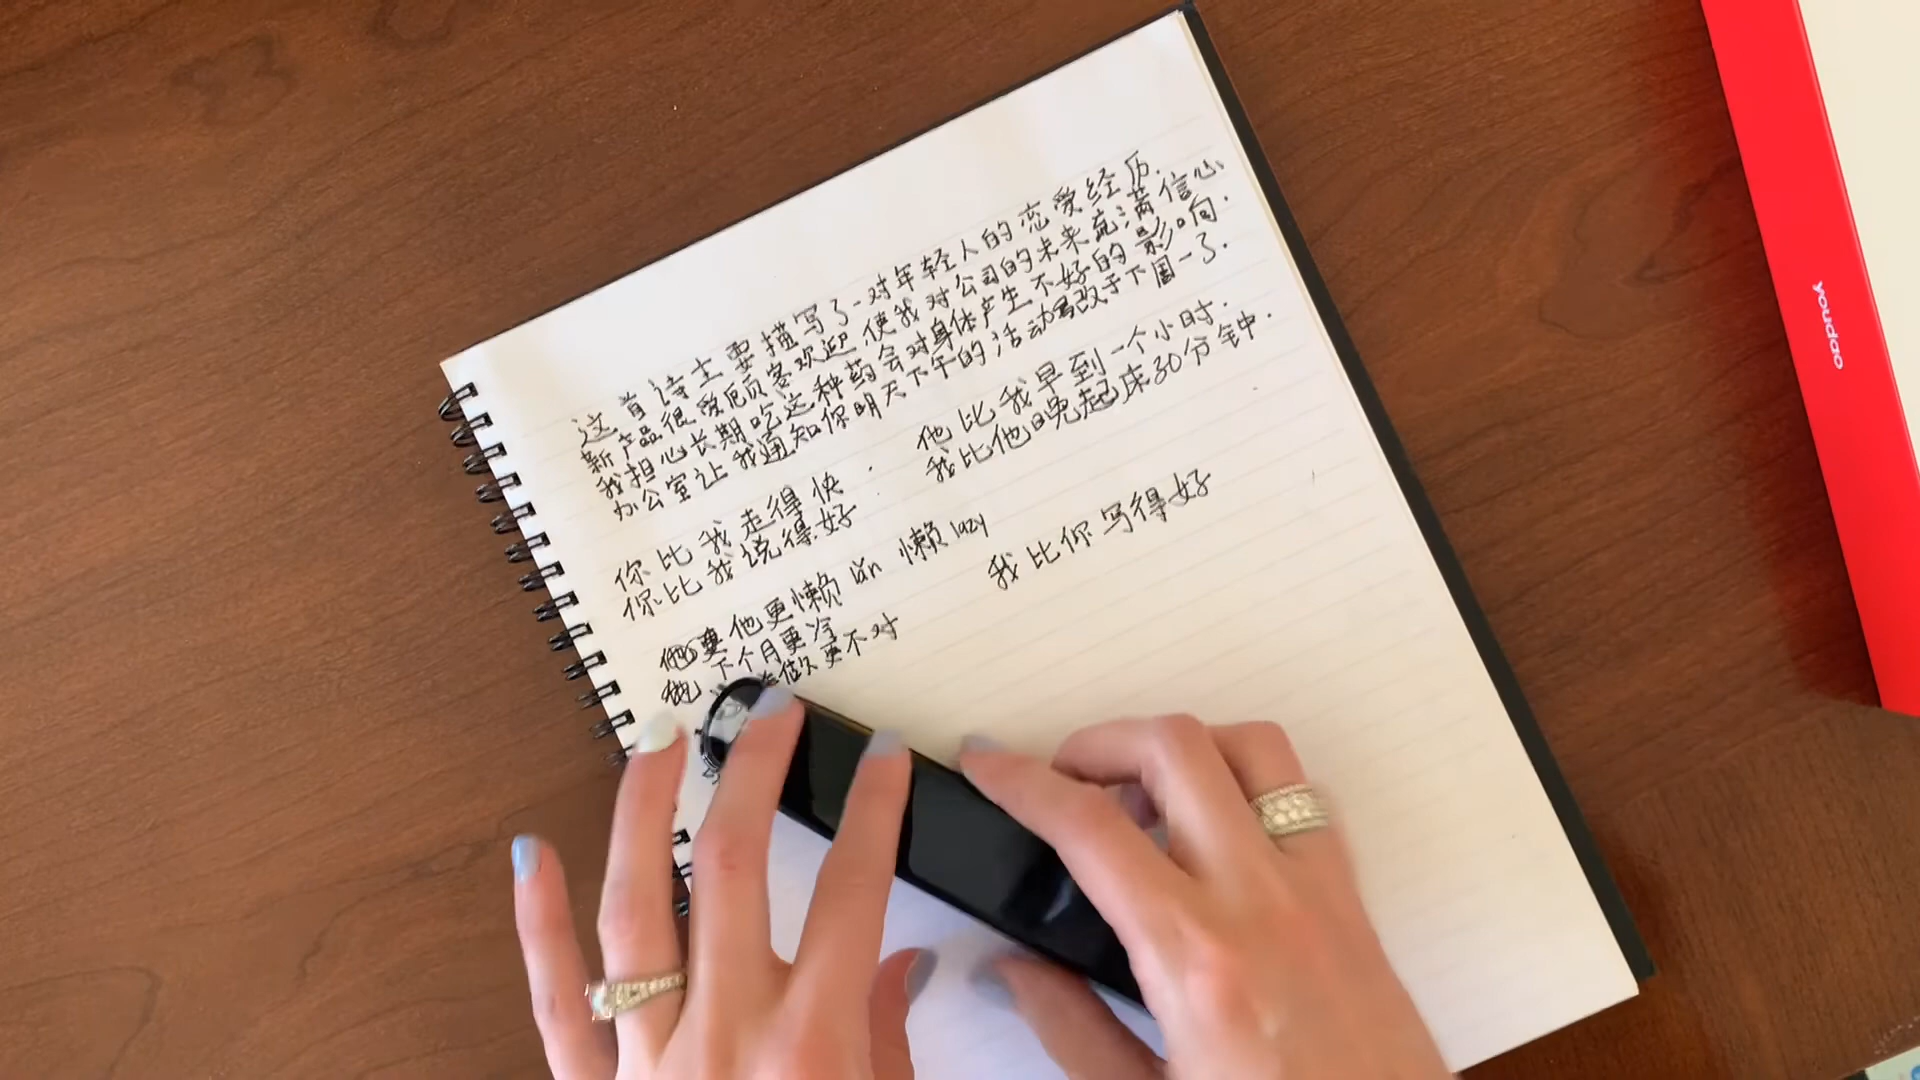 这首诗主要描写了一对年轻人的恋爱经历.
新产品很受顾客欢迎,使我对公司的未来充满信心
我担心长期吃这种药会对身体产生不好的影响.
办公室让我通知你明天下午的活动改于下周一了.
你比我走得快.
你比我说得好
他比我早到一个小时.
我比他晚起床30分钟.
他更懒 lǎn 懒 lazy
我比你写得好
下个月更冷
做更不对
youdao